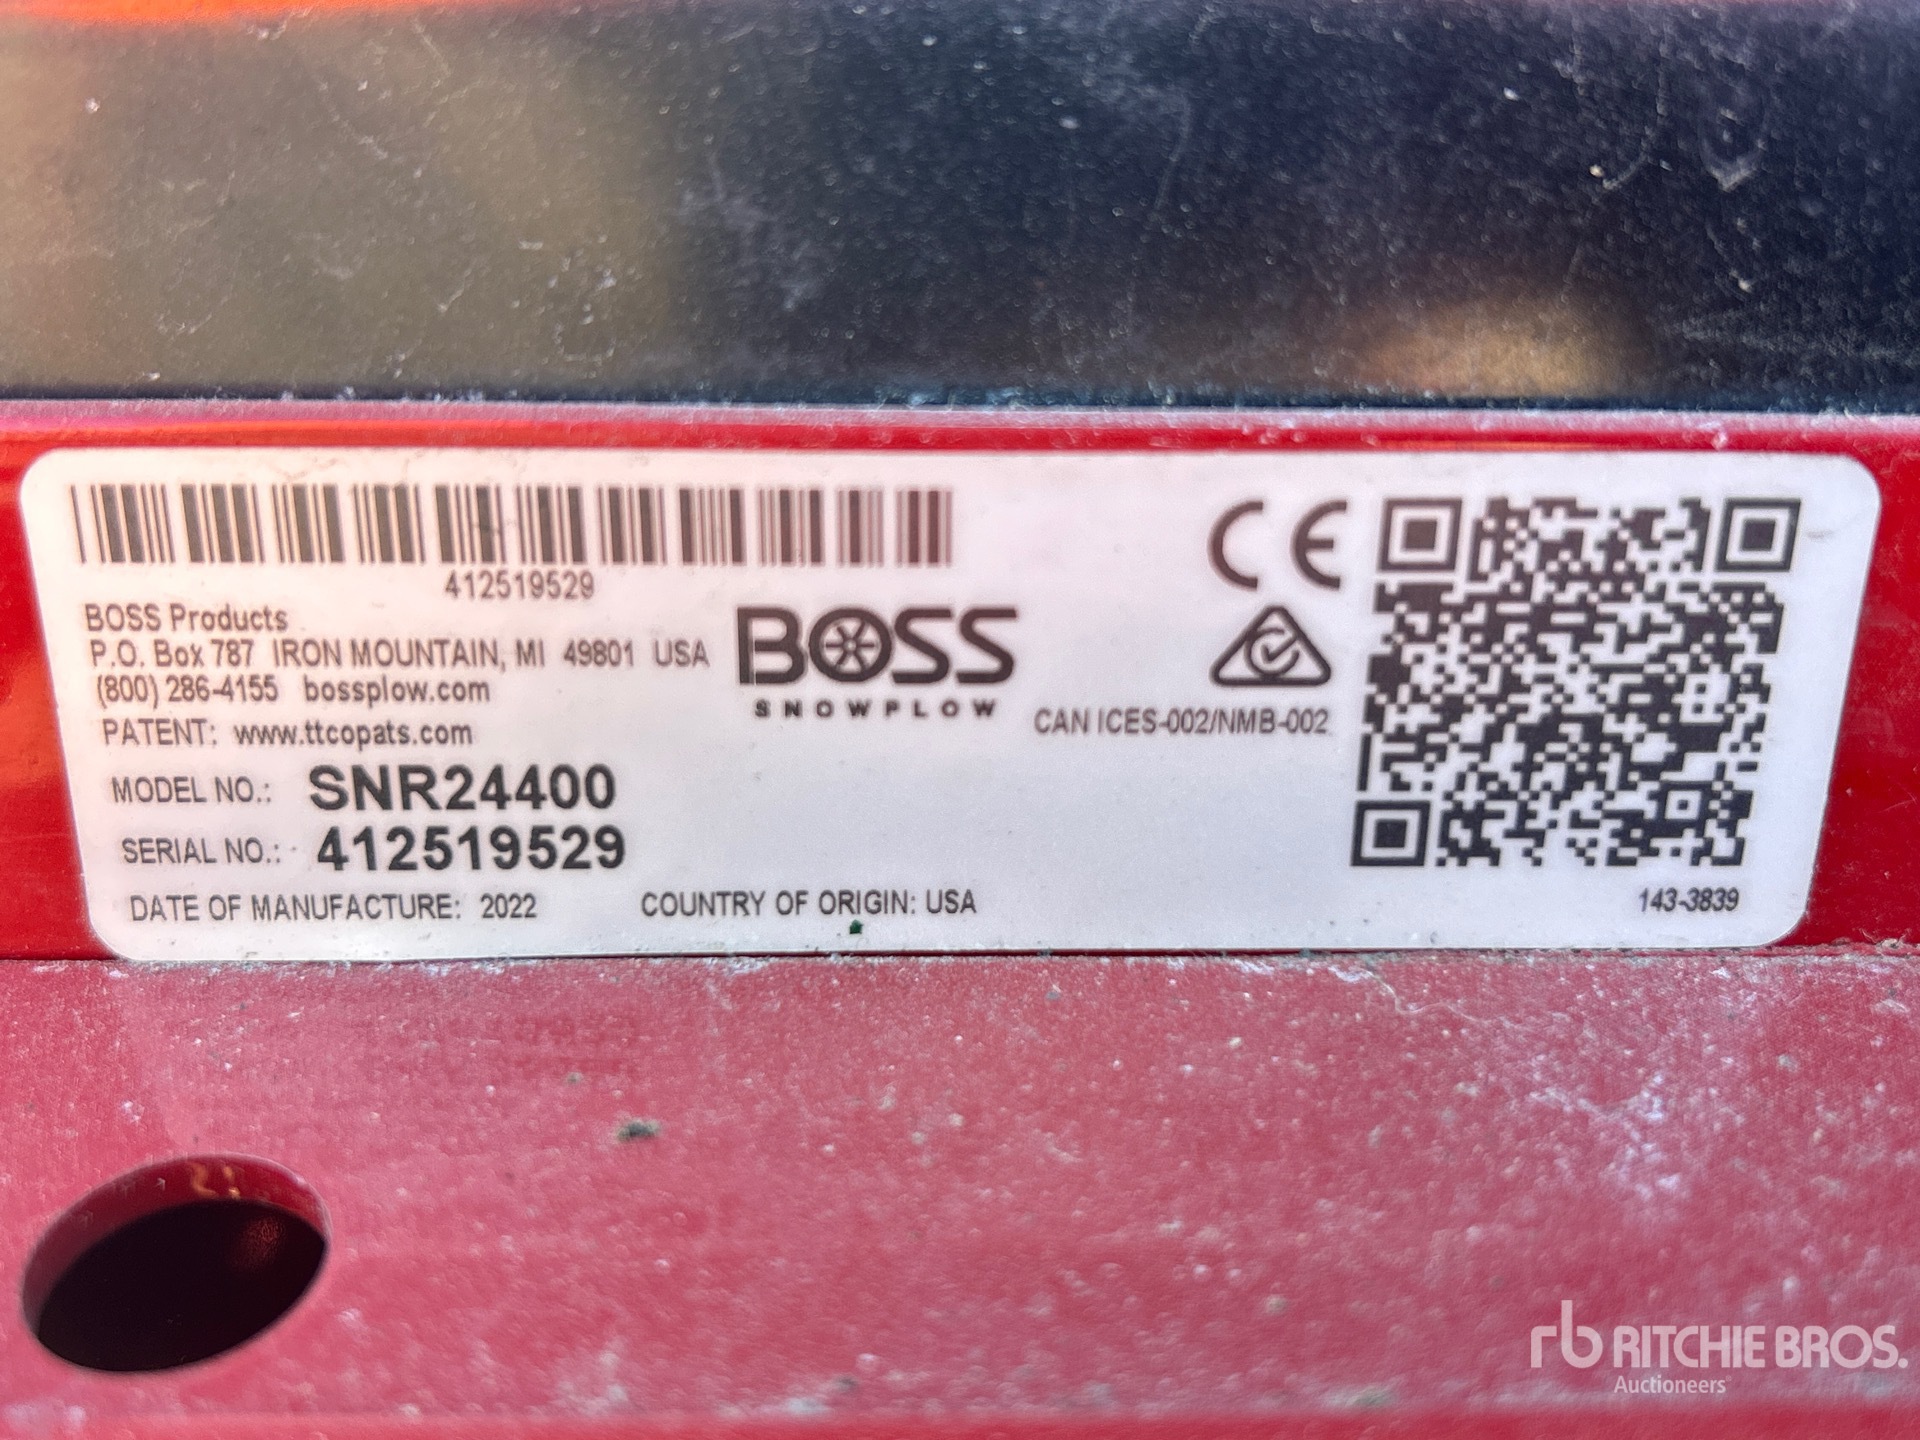 412519529
BOSS Products
P.O. Box 787 IRON MOUNTAIN, MI 49801 USA
(800) 286-4155 bossplow.com
PATENT: www.ttcopats.com
BOSS
SNOWPLOW
CE
CAN ICES-002/NMB-002
MODEL NO.: SNR24400
SERIAL NO.: 412519529
DATE OF MANUFACTURE: 2022 COUNTRY OF ORIGIN: USA
143-3839
rb RITCHIE BROS.
Auctioneers